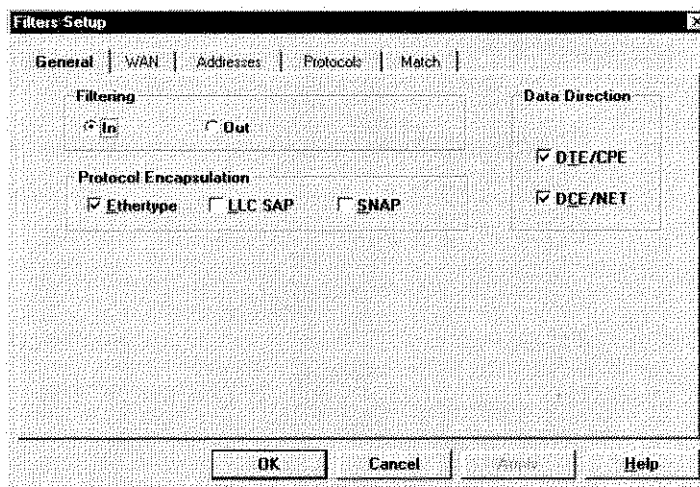 Filters Setup
General WAN Addresses Protocols Match
Filtering
In Out
Data Direction
DTE/CPE
DCE/NET
Protocol Encapsulation
Ethertype LLC SAP SNAP
OK Cancel Apply Help